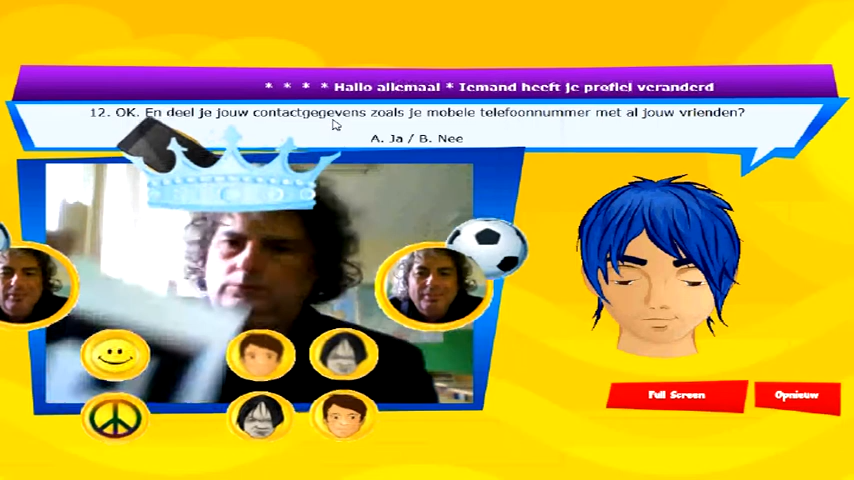 * * * * Hallo allemaal * Iemand heeft je profiel veranderd
12. OK. En deel je jouw contactgegevens zoals je mobele telefoonnummer met al jouw vrienden?
A. Ja / B. Nee
Full Screen
Opnieuw